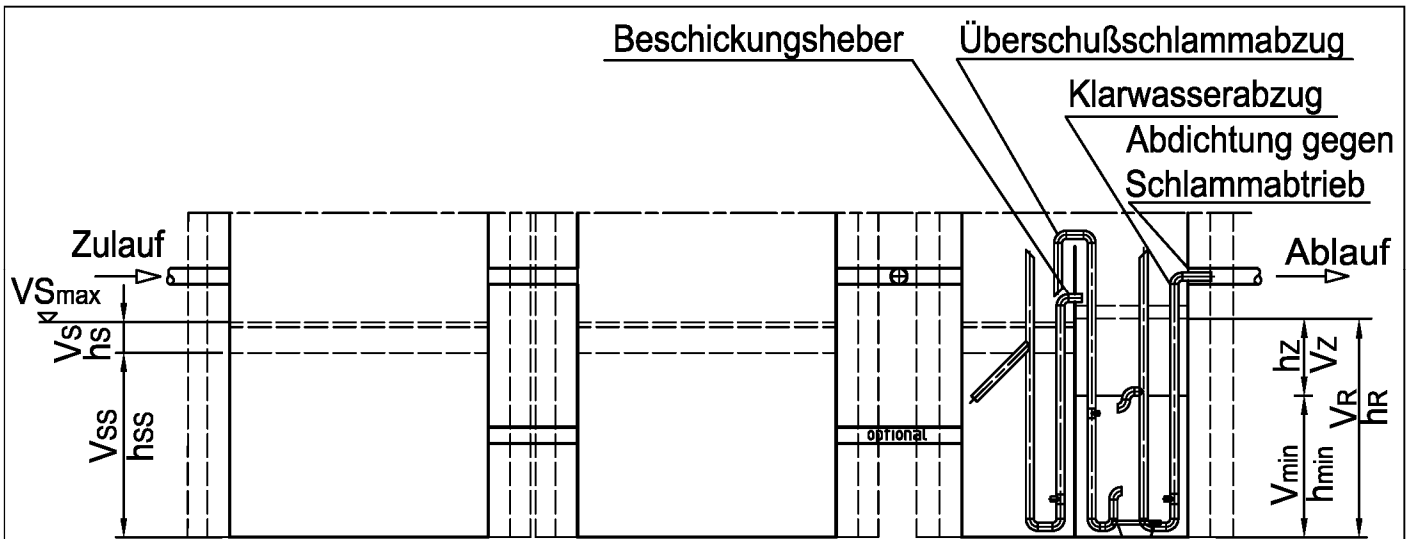 Beschickungsheber
Überschußschlammabzug
Klarwasserabzug
Abdichtung gegen
Schlammabtrieb
Zulauf
Ablauf
VSmax
VS
hS
VSS
hSS
optional
hZ
VZ
VR
hR
Vmin
hmin